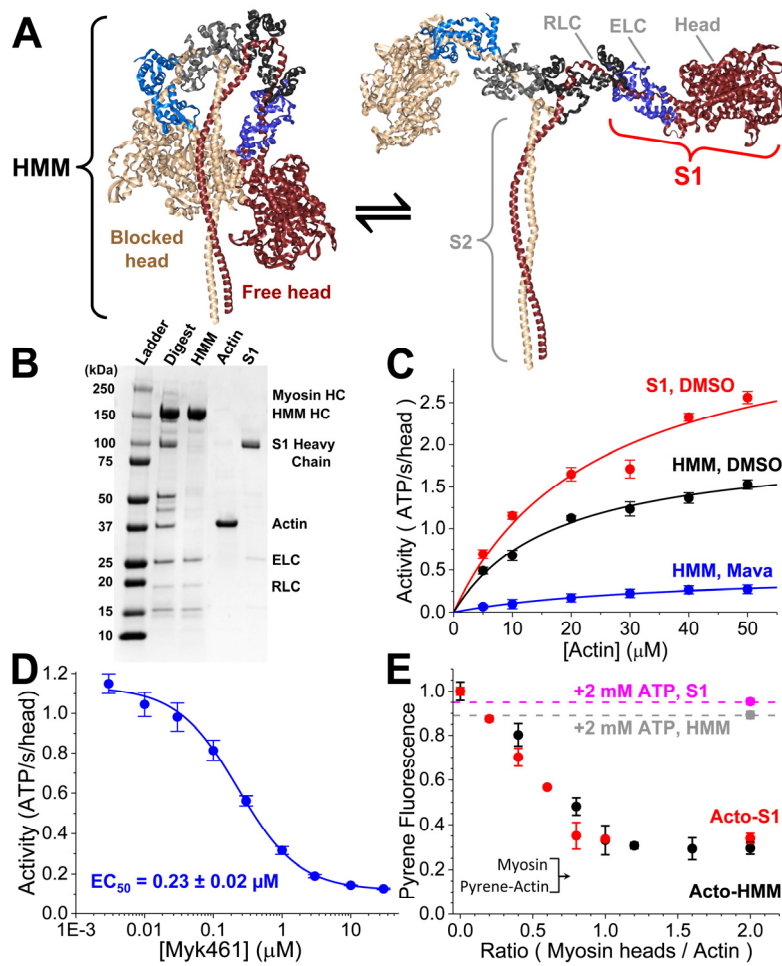 A
HMM
Blocked
head
Free head
RLC
ELC
Head
S1
S2
B
Ladder
Digest
HMM
Actin
S1
(kDa)
250
150
100
75
50
37
25
20
15
10
Myosin HC
HMM HC
S1 Heavy
Chain
Actin
ELC
RLC
C
Activity ( ATP/s/head)
2.5
2.0
1.5
1.0
0.5
0.0
S1, DMSO
HMM, DMSO
HMM, Mava
0 10 20 30 40 50
[Actin] (μM)
D
Activity (ATP/s/head)
1.2
1.0
0.8
0.6
0.4
0.2
0.0
EC50 = 0.23 ± 0.02 μM
1E-3 0.01 0.1 1 10
[Myk461] (μM)
E
Pyrene Fluorescence
1.0
0.8
0.6
0.4
0.2
0.0
+2 mM ATP, S1
+2 mM ATP, HMM
Acto-S1
Myosin
Pyrene-Actin
Acto-HMM
0.0 0.5 1.0 1.5 2.0
Ratio ( Myosin heads / Actin)